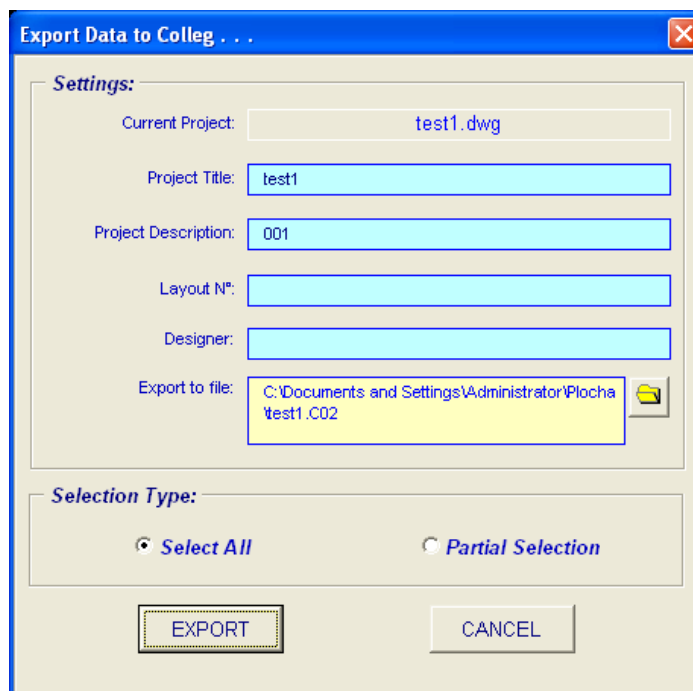 Export Data to Colleg . . .
Settings:
Current Project: test1.dwg
Project Title: test1
Project Description: 001
Layout N°:
Designer:
Export to file: C:\Documents and Settings\Administrator\Plocha
\test1.C02
Selection Type:
Select All Partial Selection
EXPORT CANCEL